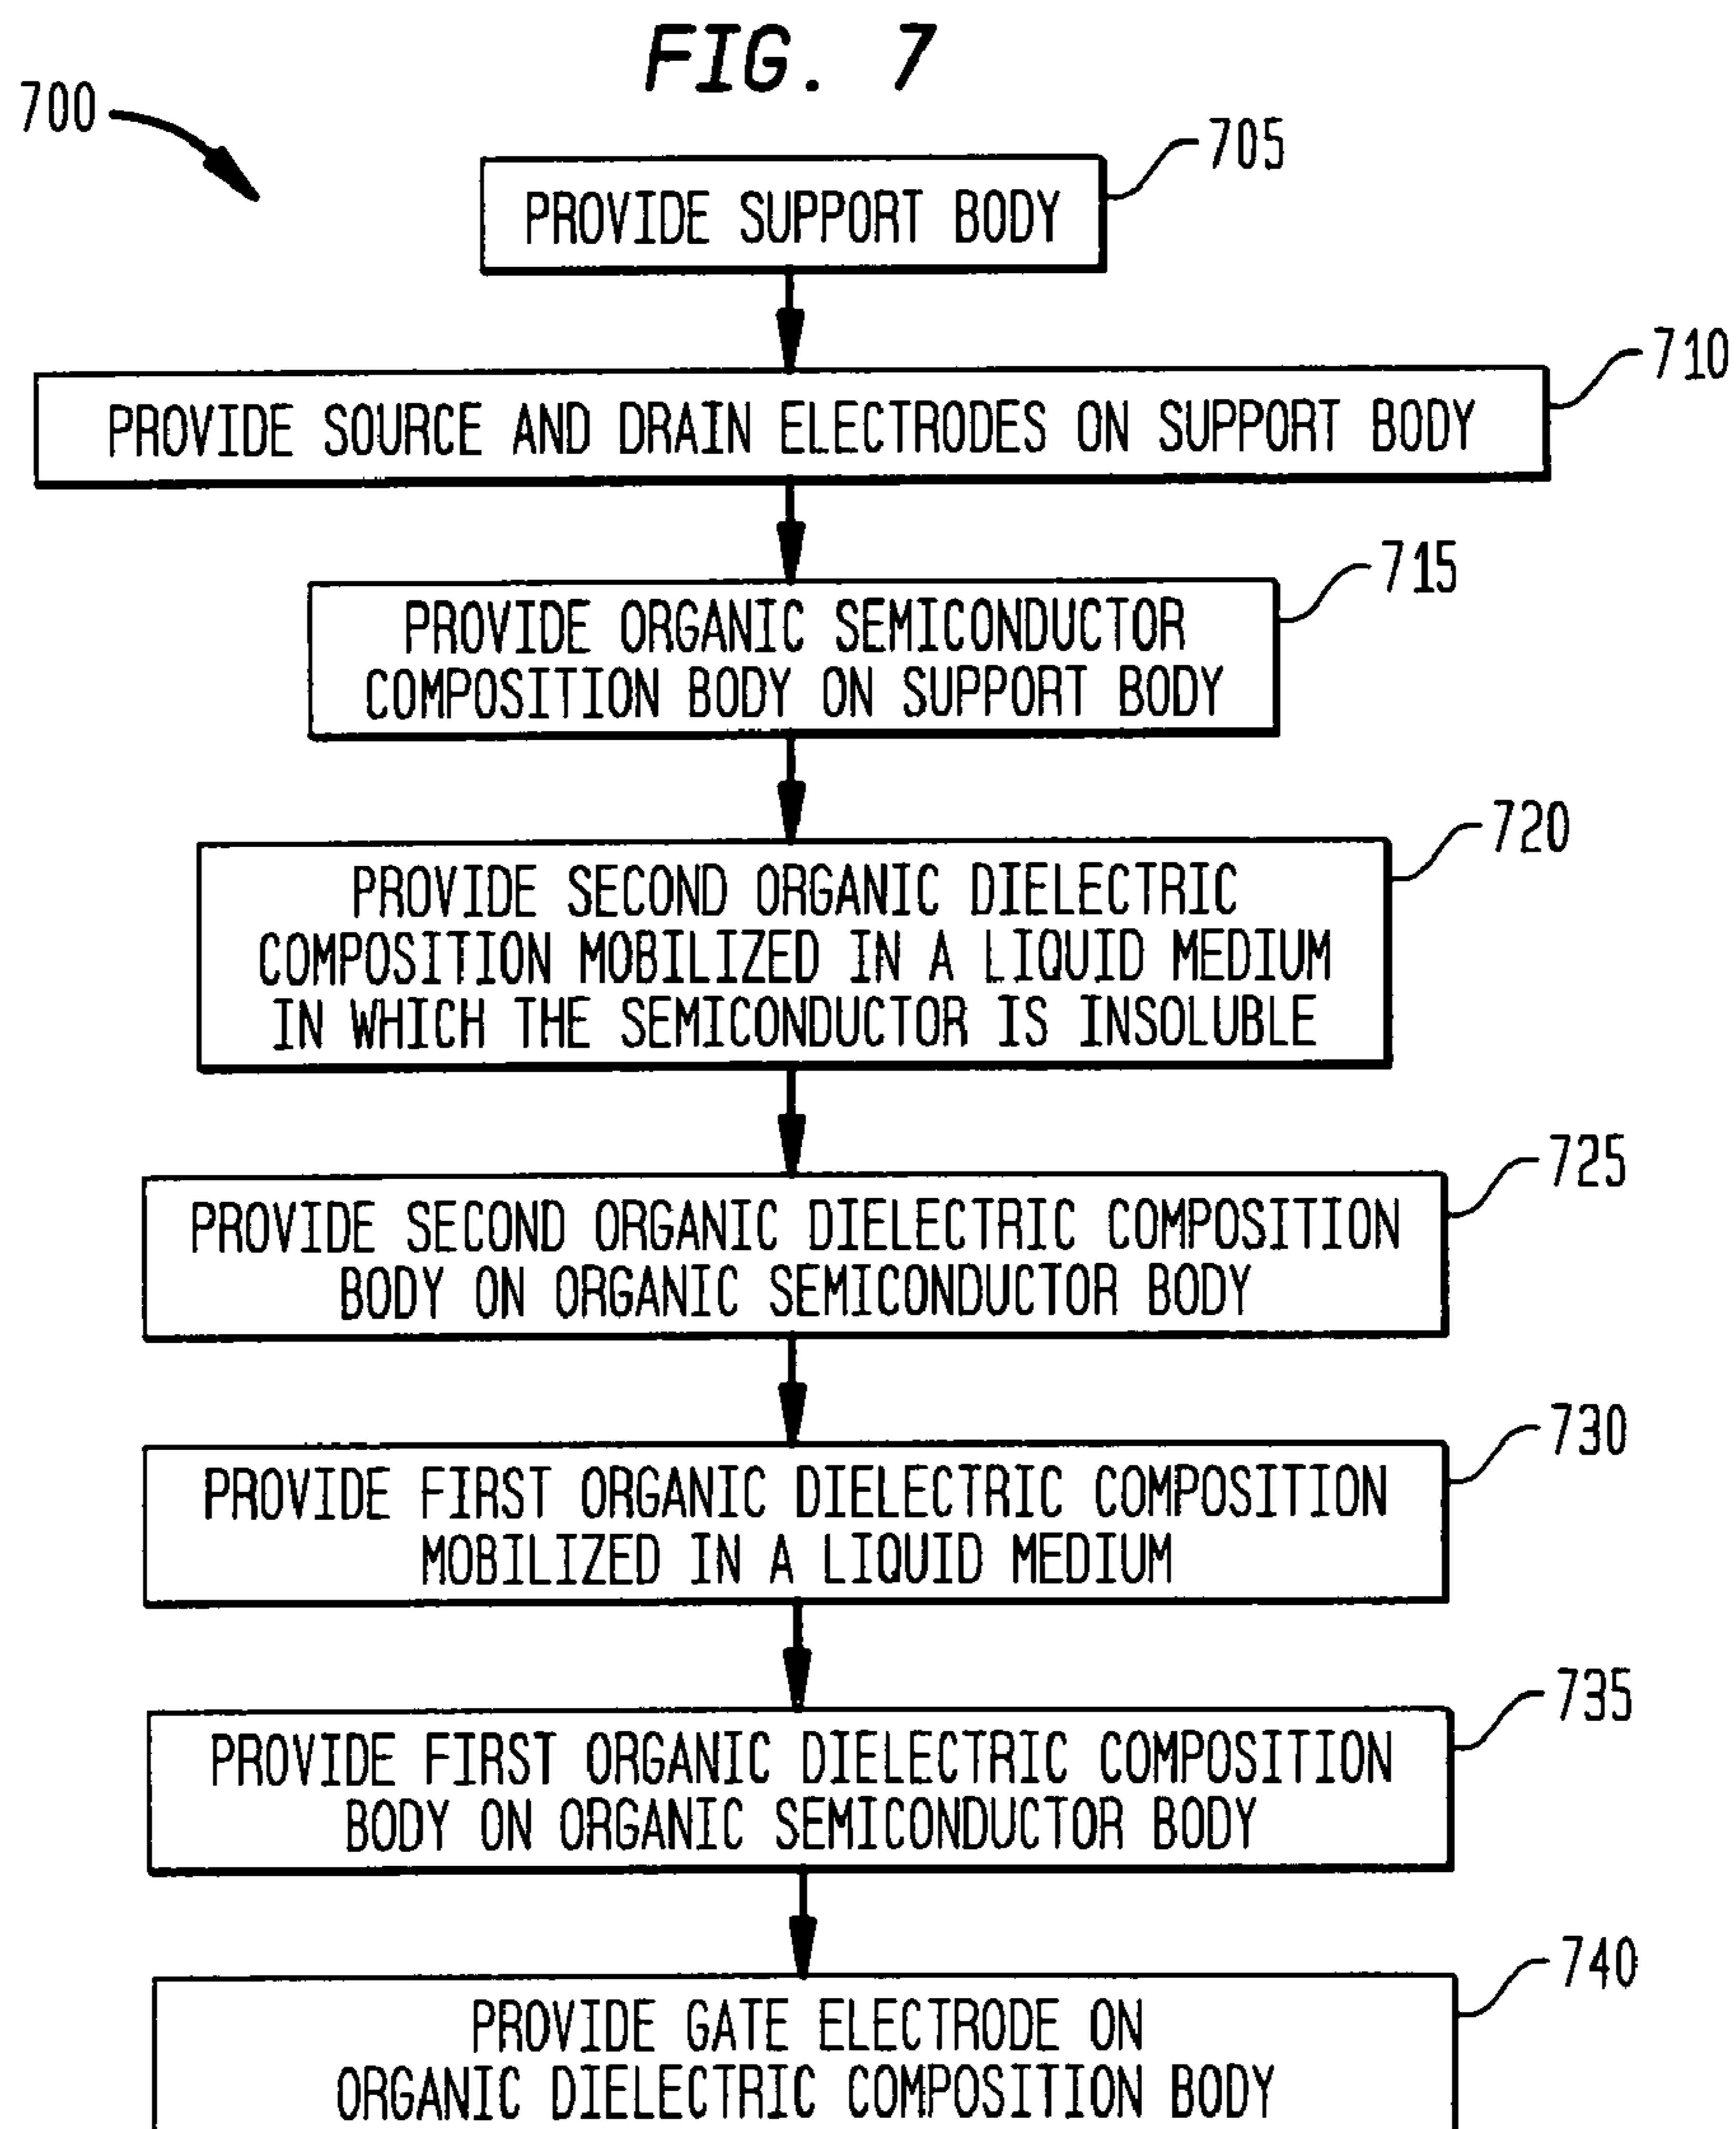 FIG. 7
700
705
PROVIDE SUPPORT BODY
710
PROVIDE SOURCE AND DRAIN ELECTRODES ON SUPPORT BODY
715
PROVIDE ORGANIC SEMICONDUCTOR
COMPOSITION BODY ON SUPPORT BODY
720
PROVIDE SECOND ORGANIC DIELECTRIC
COMPOSITION MOBILIZED IN A LIQUID MEDIUM
IN WHICH THE SEMICONDUCTOR IS INSOLUBLE
725
PROVIDE SECOND ORGANIC DIELECTRIC COMPOSITION
BODY ON ORGANIC SEMICONDUCTOR BODY
730
PROVIDE FIRST ORGANIC DIELECTRIC COMPOSITION
MOBILIZED IN A LIQUID MEDIUM
735
PROVIDE FIRST ORGANIC DIELECTRIC COMPOSITION
BODY ON ORGANIC SEMICONDUCTOR BODY
740
PROVIDE GATE ELECTRODE ON
ORGANIC DIELECTRIC COMPOSITION BODY